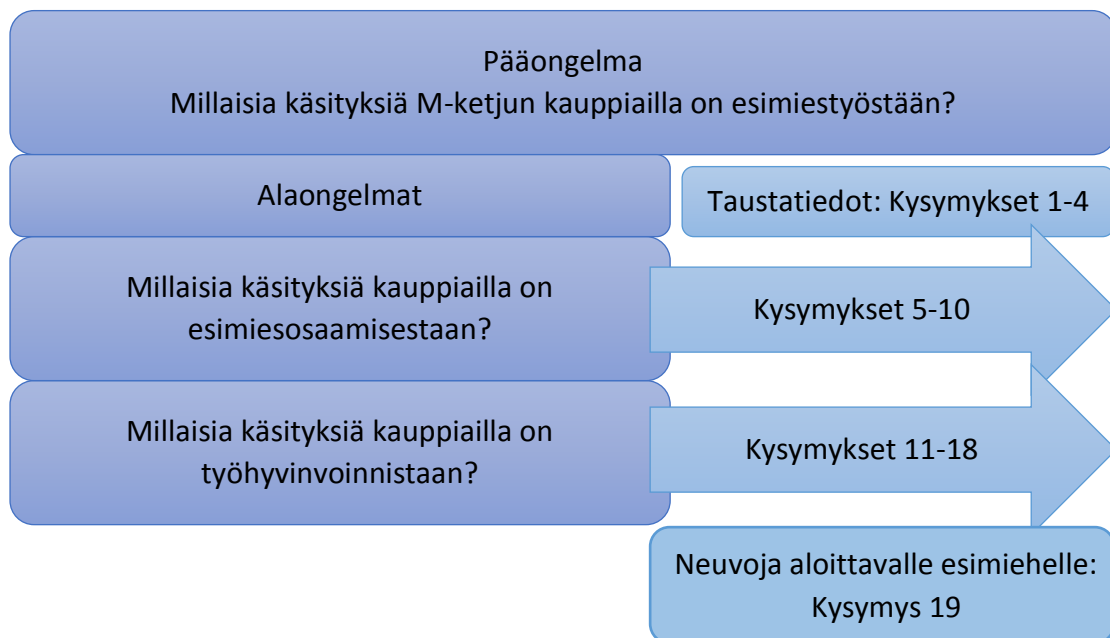 Pääongelma
Millaisia käsityksiä M-ketjun kauppiailla on esimiestyöstään?
Alaongelmat
Taustatiedot: Kysymykset 1-4
Millaisia käsityksiä kauppiailla on
esimiesosaamisestaan?
Kysymykset 5-10
Millaisia käsityksiä kauppiailla on
työhyvinvoinnistaan?
Kysymykset 11-18
Neuvoja aloittavalle esimiehelle:
Kysymys 19